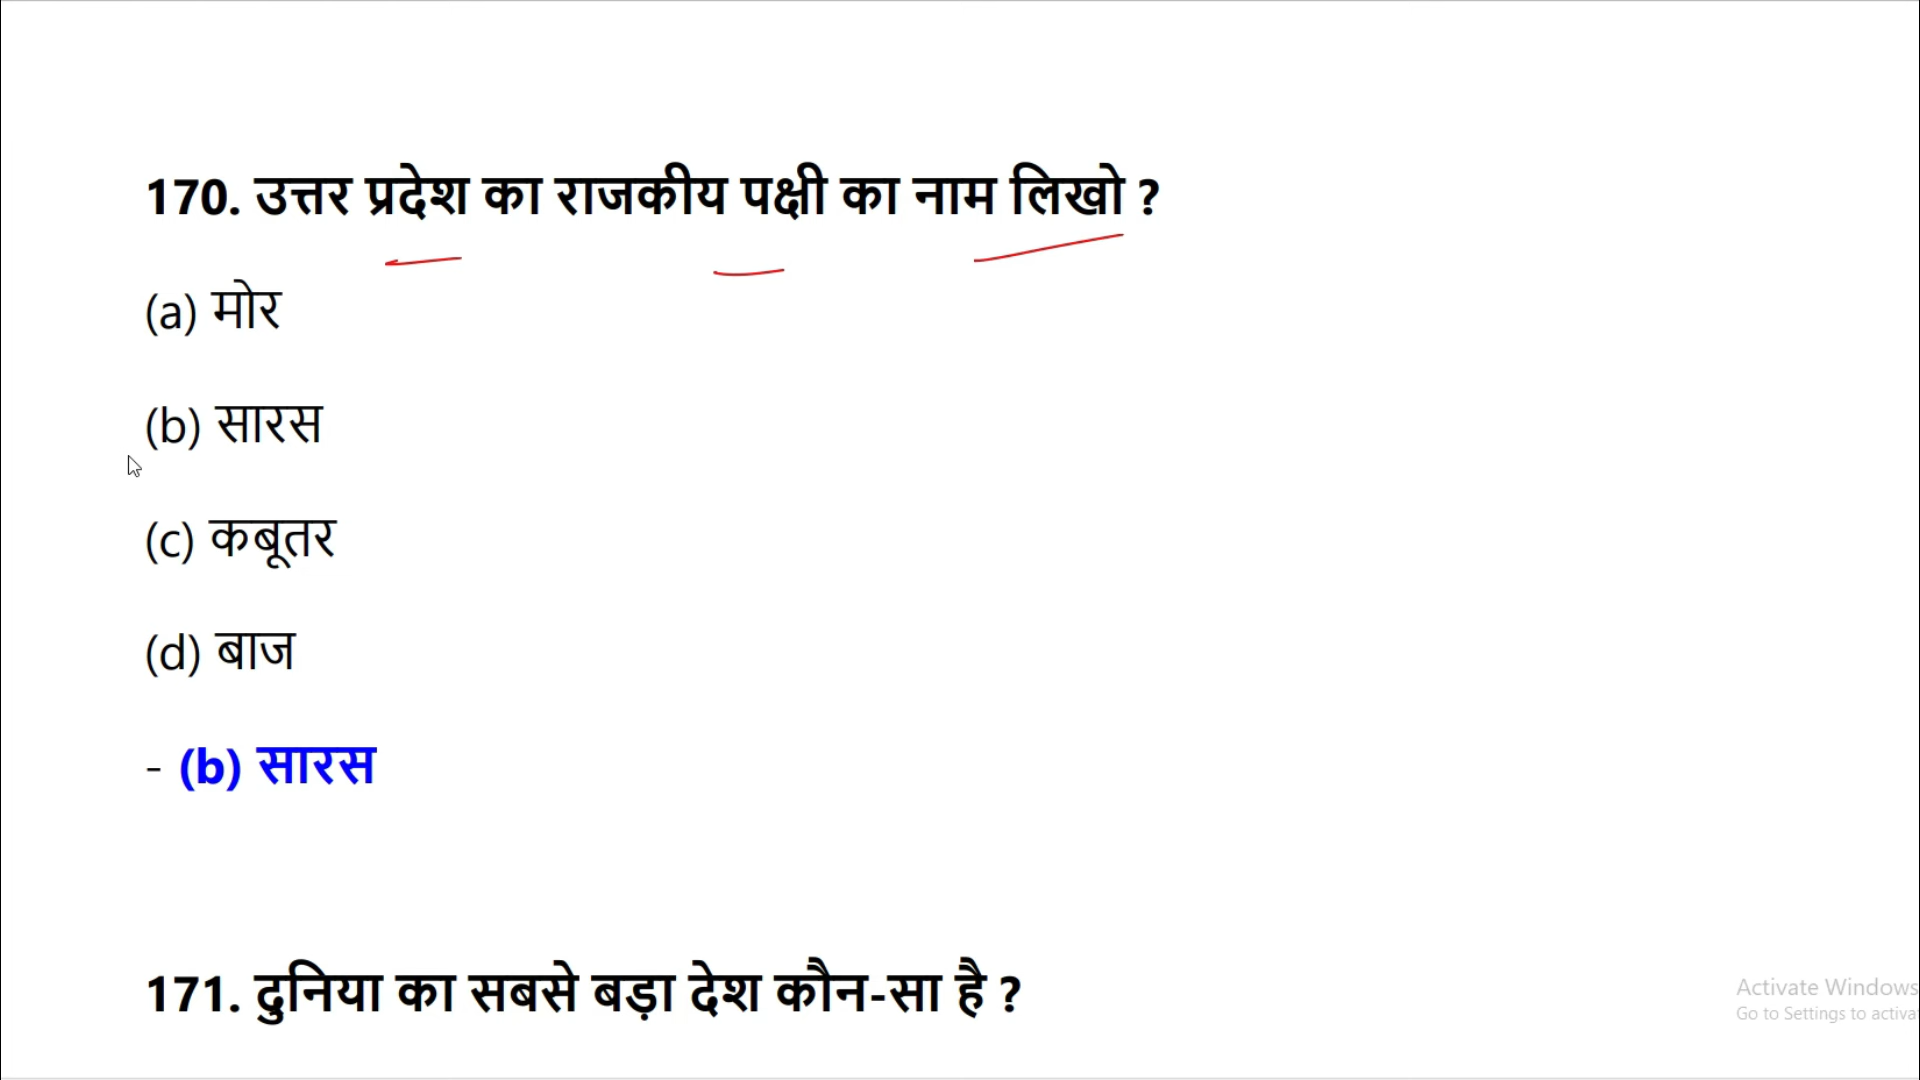 170. उत्तर प्रदेश का राजकीय पक्षी का नाम लिखो ?
(a) मोर
(b) सारस
(c) कबूतर
(d) बाज
- (b) सारस
171. दुनिया का सबसे बड़ा देश कौन-सा है ?
Activate Windows
Go to Settings to activa